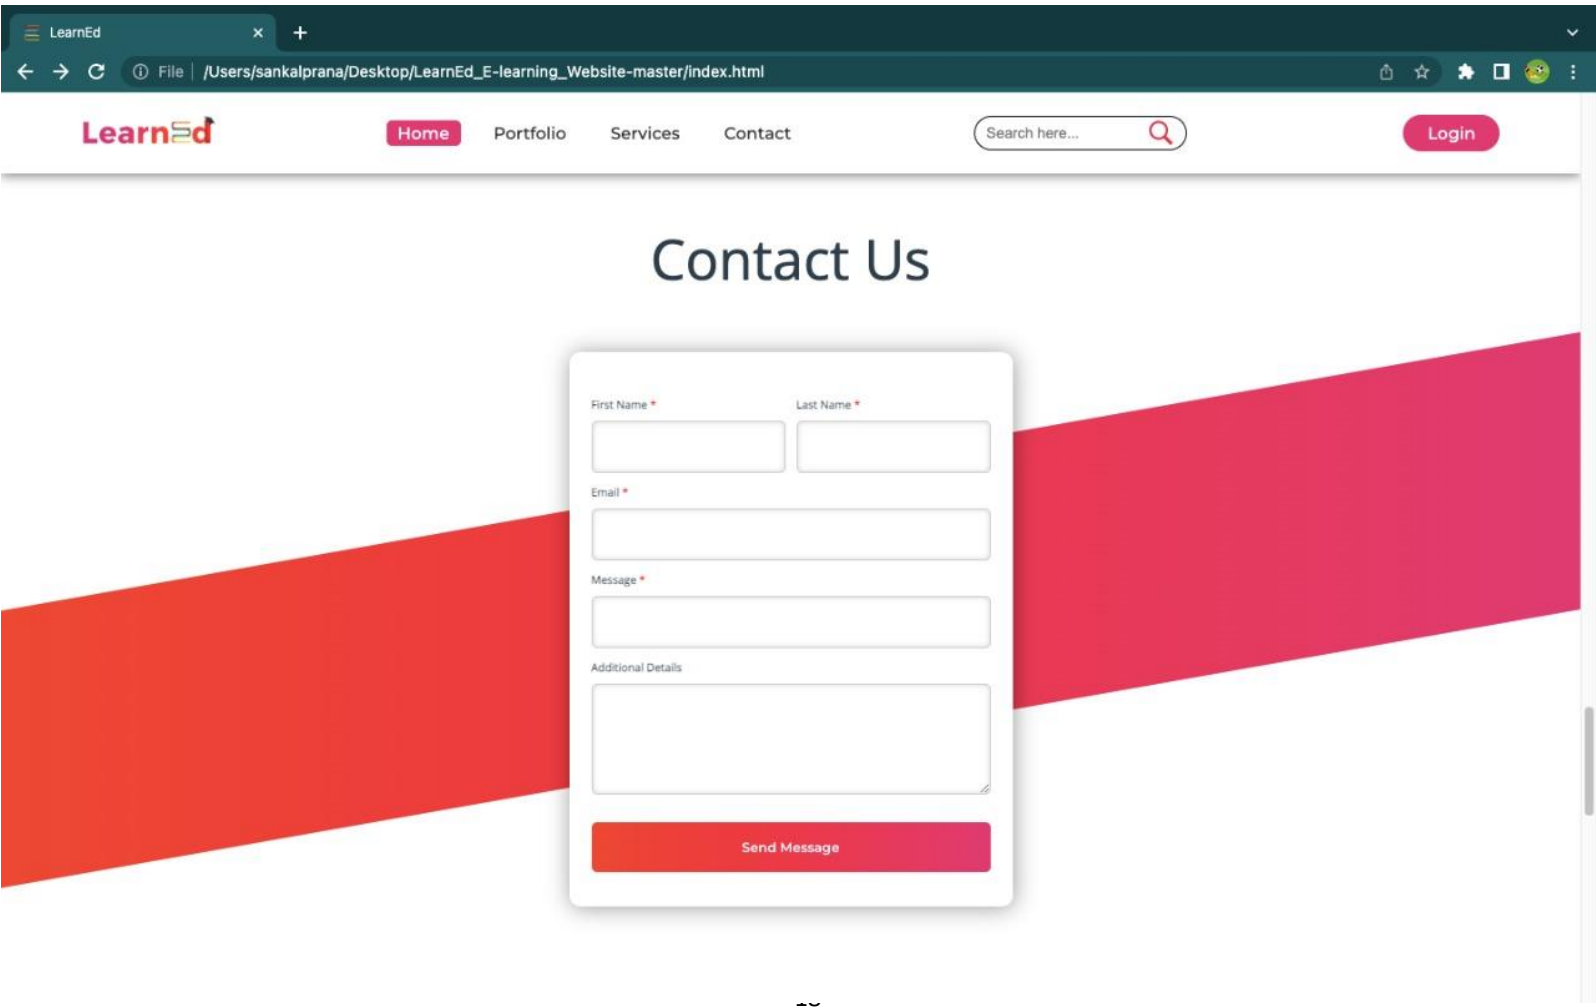 LearnEd
File | /Users/sankalprana/Desktop/LearnEd_E-learning_Website-master/index.html
LearnEd Home Portfolio Services Contact Search here... Login
Contact Us
First Name * Last Name *
Email *
Message *
Additional Details
Send Message